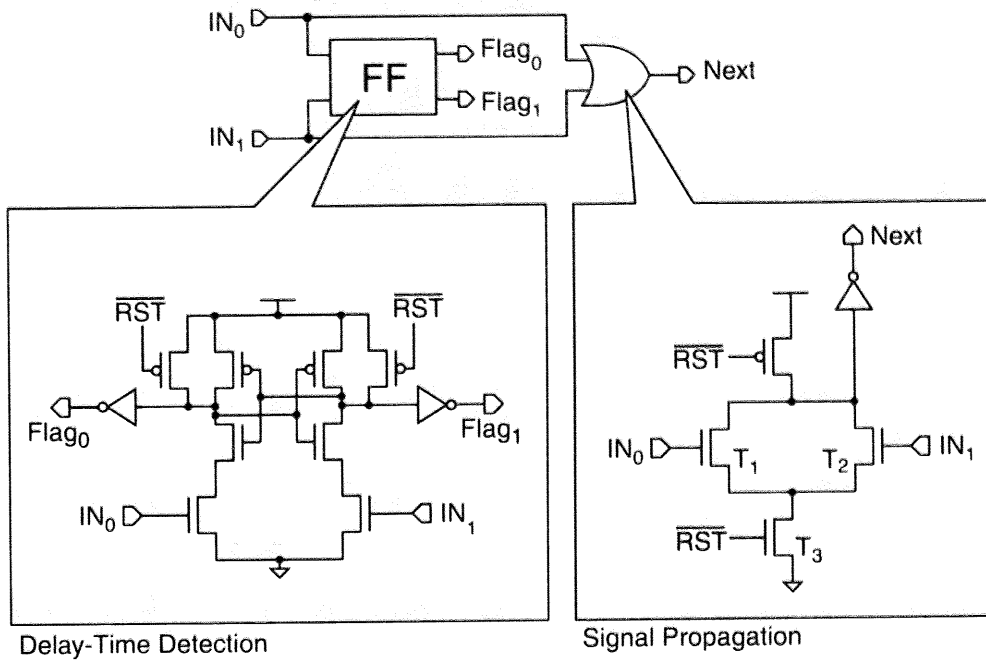 IN0
FF
Flag0
Flag1
Next
IN1
RST
RST
Flag0
Flag1
IN0
IN1
Delay-Time Detection
Next
RST
IN0
T1
T2
IN1
RST
T3
Signal Propagation